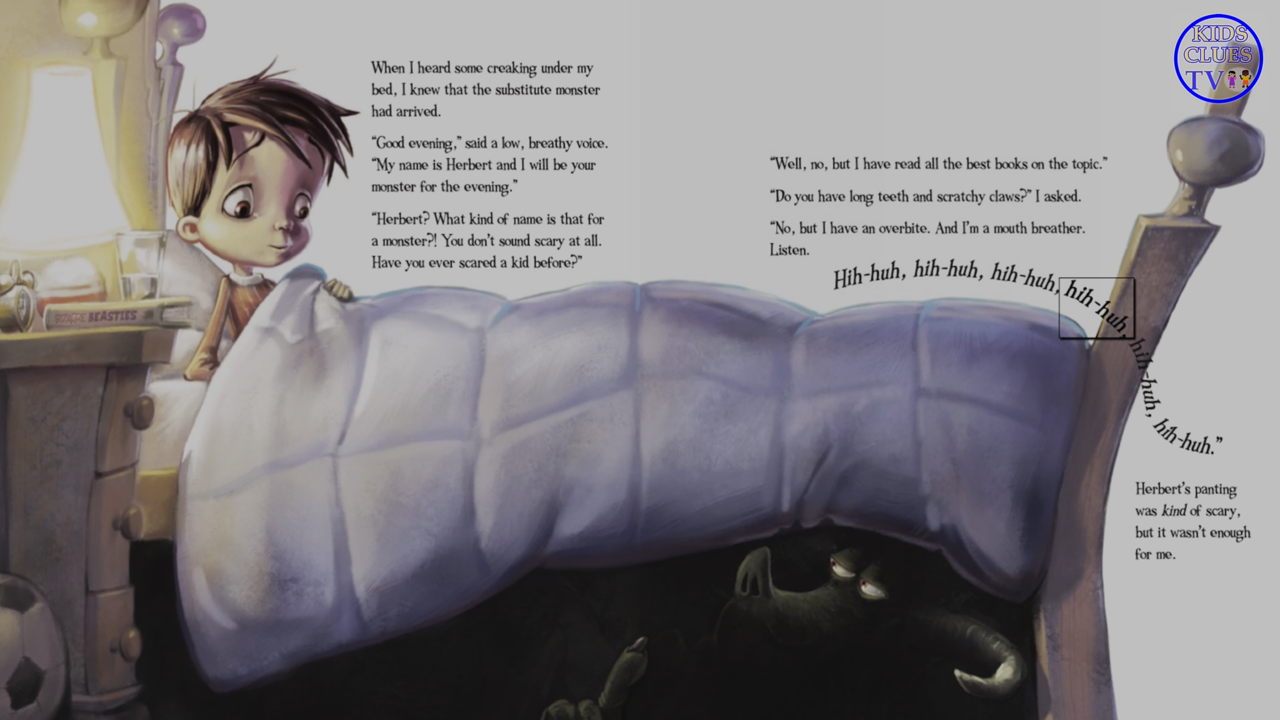 When I heard some creaking under my
bed, I knew that the substitute monster
had arrived.
“Good evening,” said a low, breathy voice.
“My name is Herbert and I will be your
monster for the evening.”
“Herbert? What kind of name is that for
a monster?! You don’t sound scary at all.
Have you ever scared a kid before?”
“Well, no, but I have read all the best books on the topic.”
“Do you have long teeth and scratchy claws?” I asked.
“No, but I have an overbite. And I’m a mouth breather.
Listen.
Hih-huh, hih-huh, hih-huh, hih-huh, hih-huh, hih-huh.”
Herbert’s panting
was kind of scary,
but it wasn’t enough
for me.
BEASTIES
KIDS
CLUES
TV